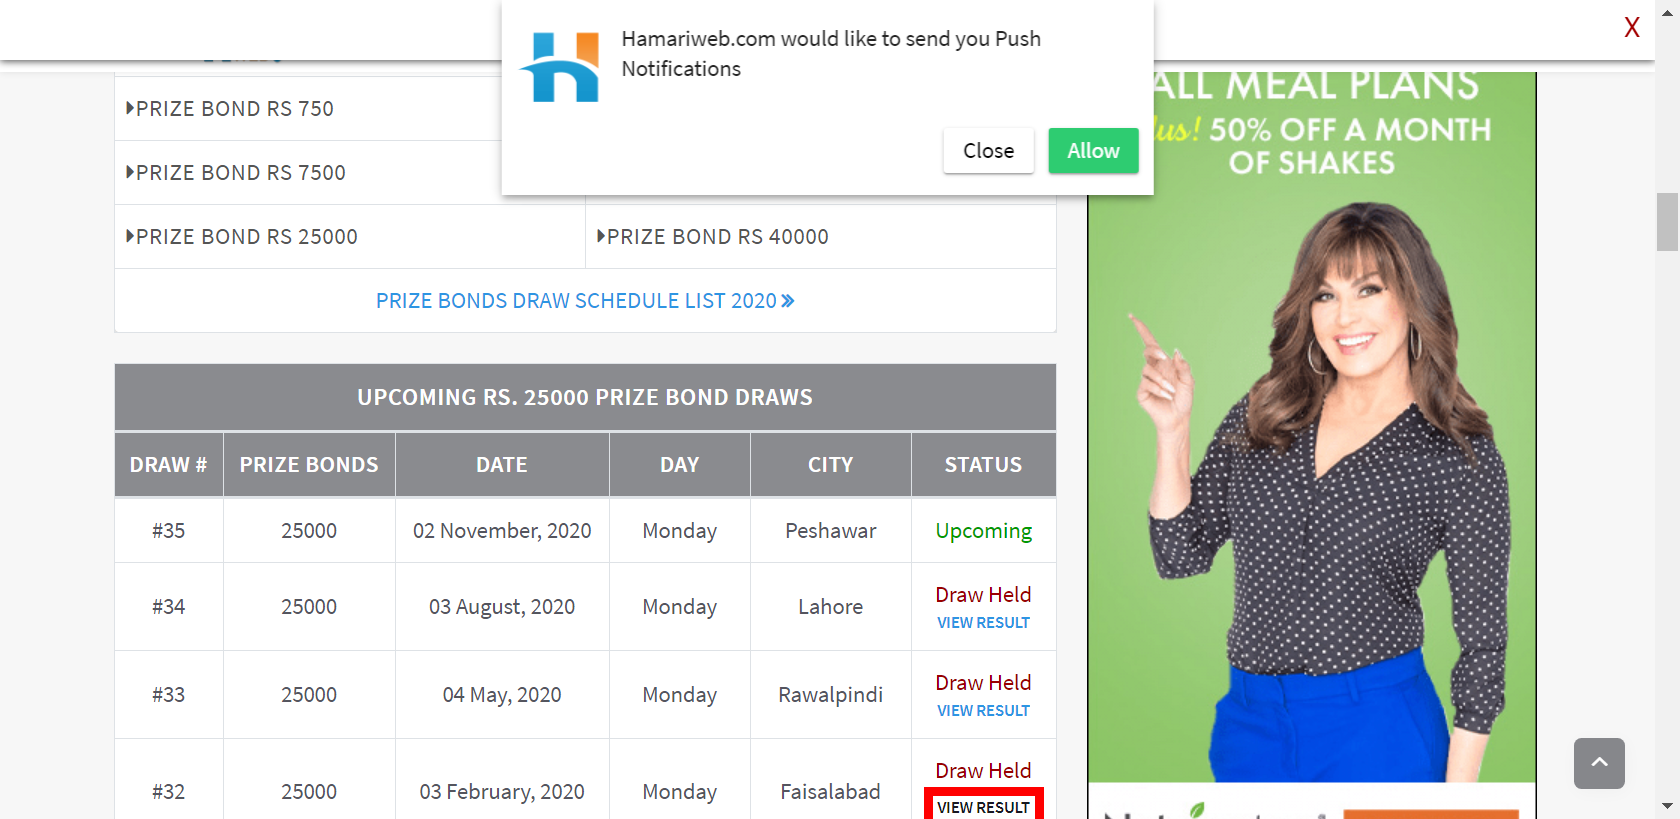 Hamariweb.com would like to send you Push
Notifications
X
Close
Allow
PRIZE BOND RS 750
PRIZE BOND RS 7500
PRIZE BOND RS 25000
PRIZE BOND RS 40000
PRIZE BONDS DRAW SCHEDULE LIST 2020
ALL MEAL PLANS
50% OFF A MONTH
OF SHAKES
UPCOMING RS. 25000 PRIZE BOND DRAWS
DRAW # PRIZE BONDS DATE DAY CITY STATUS
#35 25000 02 November, 2020 Monday Peshawar Upcoming
#34 25000 03 August, 2020 Monday Lahore Draw Held
VIEW RESULT
#33 25000 04 May, 2020 Monday Rawalpindi Draw Held
VIEW RESULT
#32 25000 03 February, 2020 Monday Faisalabad Draw Held
VIEW RESULT